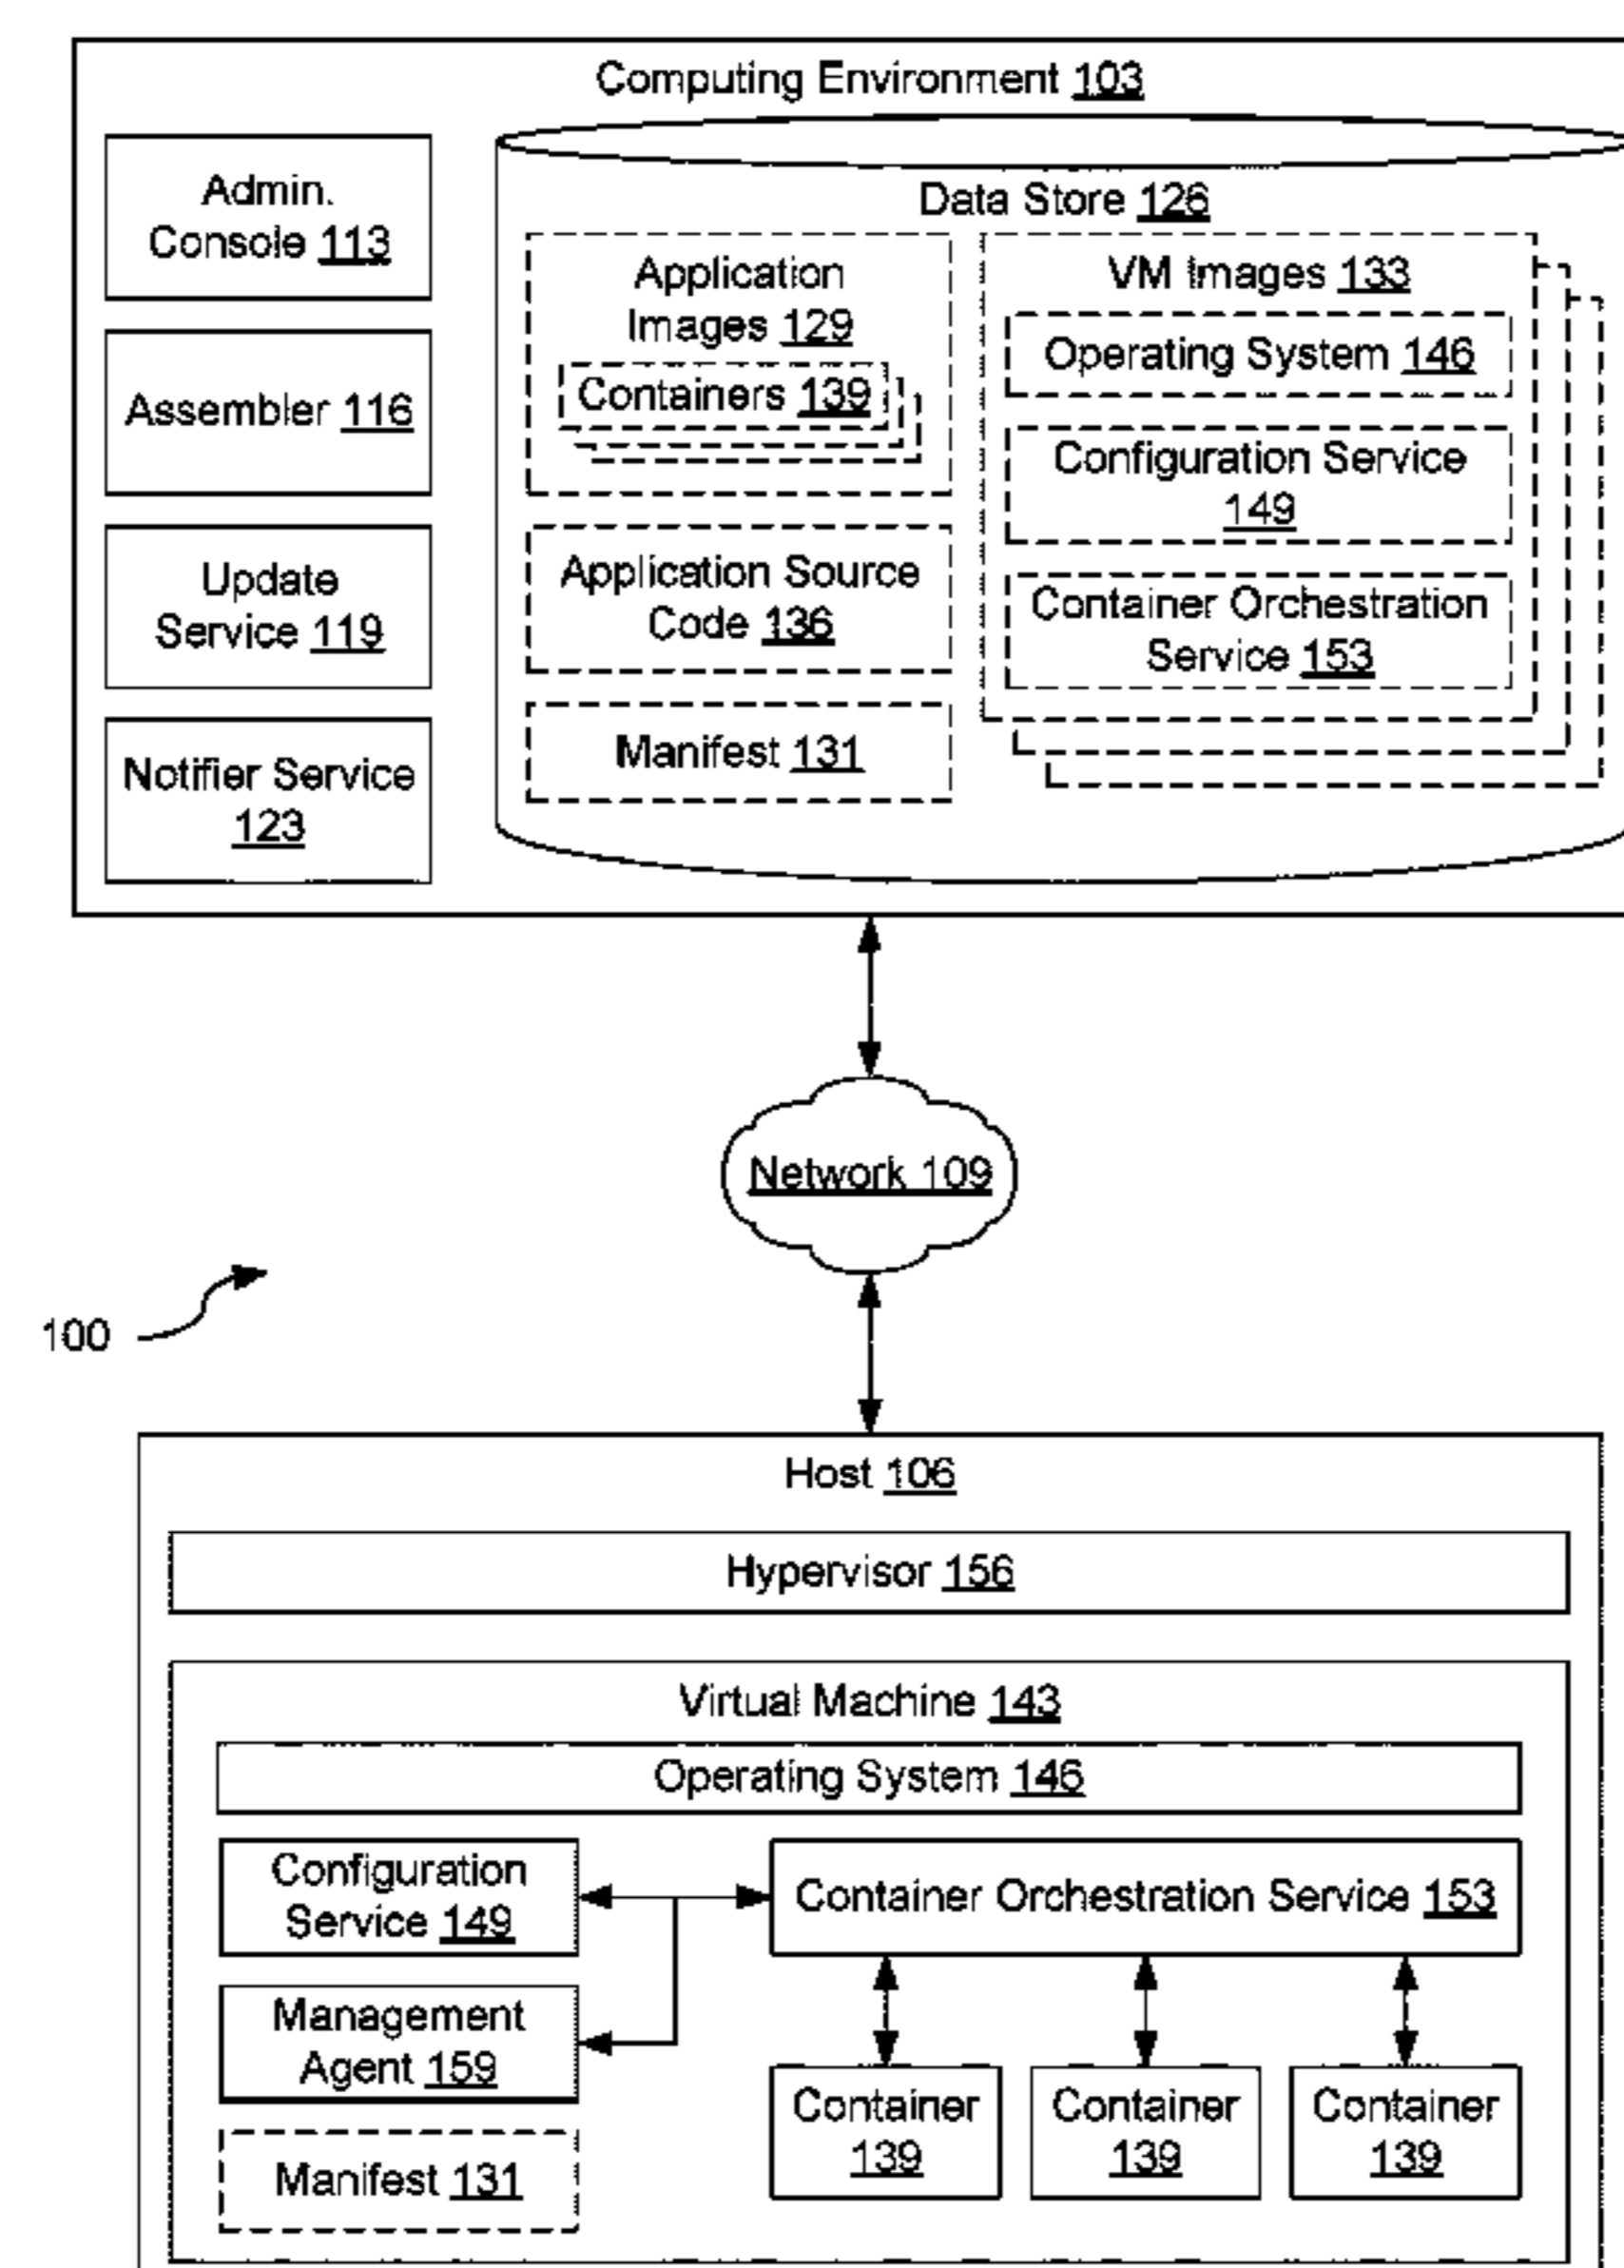 Computing Environment 103
Admin.
Console 113
Assembler 116
Update
Service 119
Notifier Service
123
Data Store 126
Application
Images 129
Containers 139
Application Source
Code 136
Manifest 131
VM Images 133
Operating System 146
Configuration Service
149
Container Orchestration
Service 153
Network 109
100
Host 106
Hypervisor 156
Virtual Machine 143
Operating System 146
Configuration
Service 149
Management
Agent 159
Manifest 131
Container Orchestration Service 153
Container
139
Container
139
Container
139